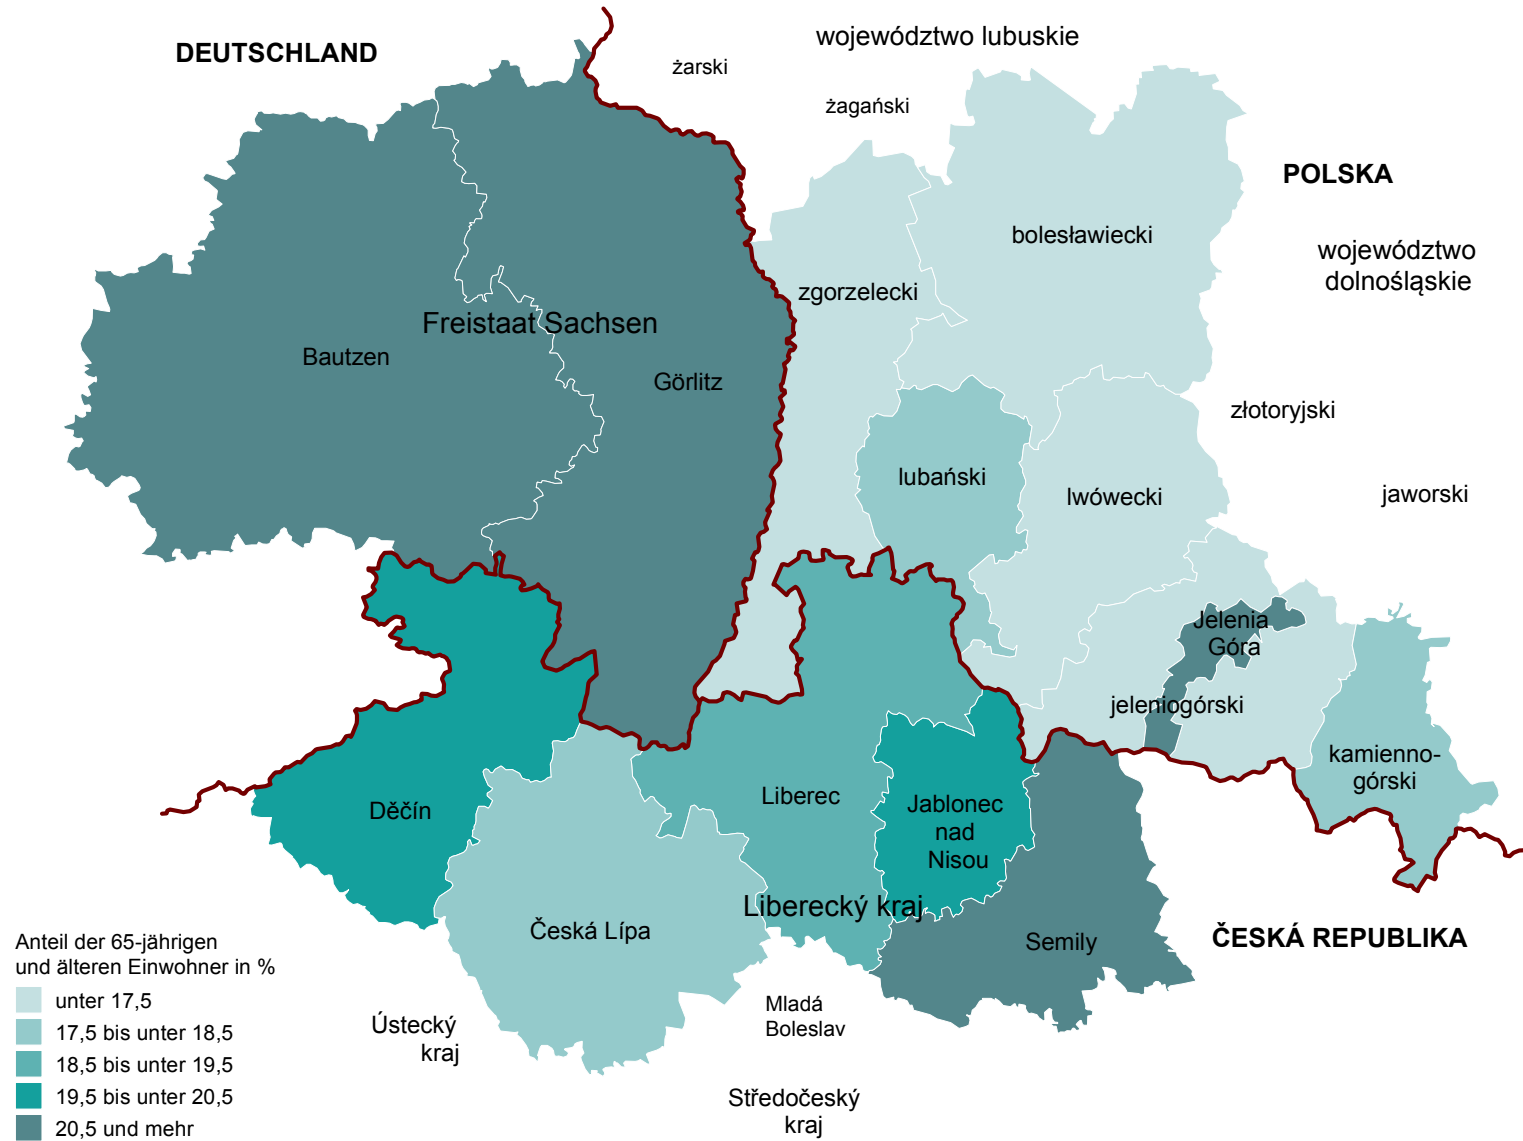 województwo lubuskie
DEUTSCHLAND
żarski
żagański
POLSKA
bolesławiecki
województwo
dolnośląskie
zgorzelecki
Freistaat Sachsen
Bautzen
Görlitz
złotoryjski
lubański
lwówecki
jaworski
Jelenia
Góra
jeleniogórski
kamienno-
górski
Děčín
Liberec
Jablonec
nad
Nisou
Liberecký kraj
Česká Lípa
Semily
ČESKÁ REPUBLIKA
Mladá
Boleslav
Ústecký
kraj
Středočeský
kraj
Anteil der 65-jährigen
und älteren Einwohner in %
unter 17,5
17,5 bis unter 18,5
18,5 bis unter 19,5
19,5 bis unter 20,5
20,5 und mehr